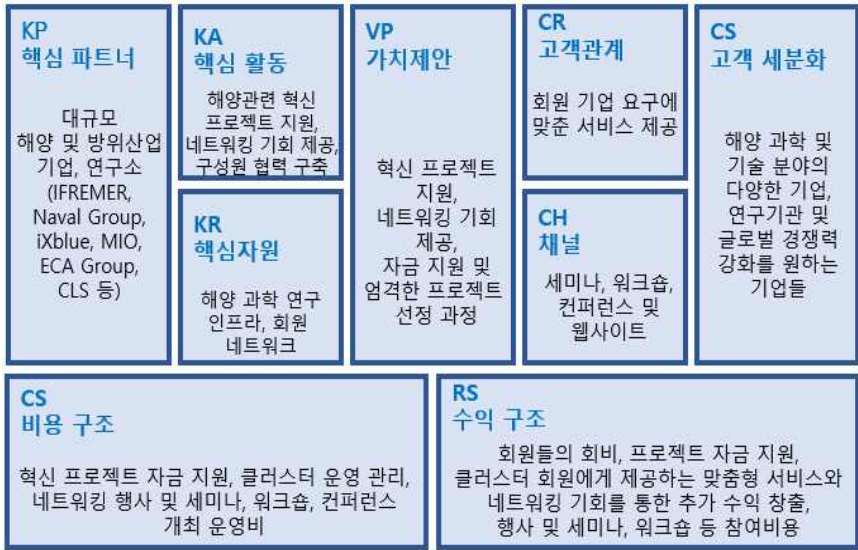 KP
핵심 파트너
대규모
해양 및 방위산업
기업, 연구소
(IFREMER,
Naval Group,
iXblue, MIO,
ECA Group,
CLS 등)
KA
핵심 활동
해양관련 혁신
프로젝트 지원,
네트워킹 기회 제공,
구성원 협력 구축
KR
핵심자원
해양 과학 연구
인프라, 회원
네트워크
VP
가치제안
혁신 프로젝트
지원,
네트워킹 기회
제공,
자금 지원 및
엄격한 프로젝트
선정 과정
CR
고객관계
회원 기업 요구에
맞춘 서비스 제공
CH
채널
세미나, 워크숍,
컨퍼런스 및
웹사이트
CS
고객 세분화
해양 과학 및
기술 분야의
다양한 기업,
연구기관 및
글로벌 경쟁력
강화를 원하는
기업들
CS
비용 구조
혁신 프로젝트 자금 지원, 클러스터 운영 관리,
네트워킹 행사 및 세미나, 워크숍, 컨퍼런스
개최 운영비
RS
수익 구조
회원들의 회비, 프로젝트 자금 지원,
클러스터 회원에게 제공하는 맞춤형 서비스와
네트워킹 기회를 통한 추가 수익 창출,
행사 및 세미나, 워크숍 등 참여비용